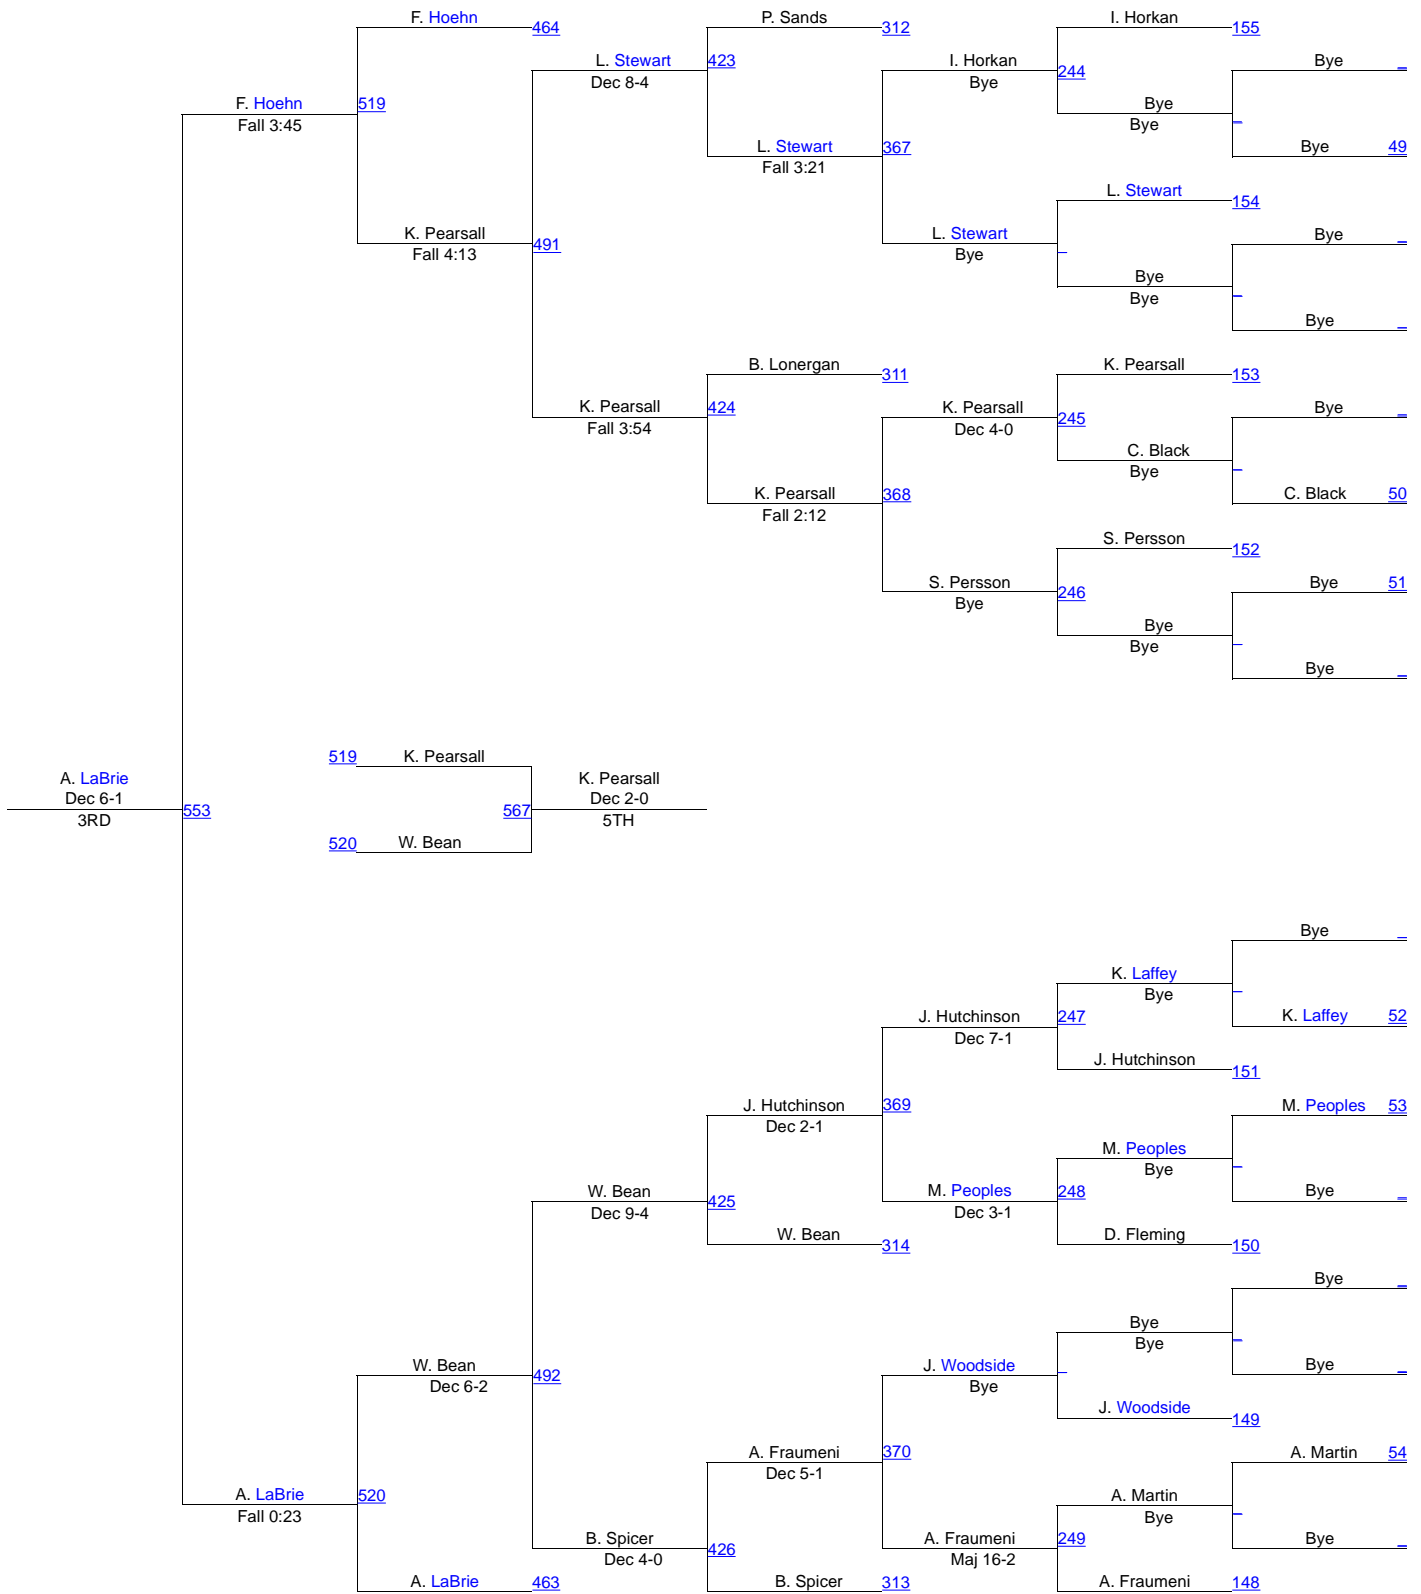 F. Hoehn
464
P. Sands
312
I. Horkan
155
L. Stewart
Dec 8-4
423
I. Horkan
Bye
244
Bye
F. Hoehn
Fall 3:45
519
Bye
Bye
L. Stewart
Fall 3:21
367
Bye
49
L. Stewart
154
K. Pearsall
Fall 4:13
491
L. Stewart
Bye
Bye
Bye
Bye
Bye
B. Lonergan
311
K. Pearsall
153
K. Pearsall
Fall 3:54
424
K. Pearsall
Dec 4-0
245
Bye
C. Black
Bye
K. Pearsall
Fall 2:12
368
C. Black
50
S. Persson
152
S. Persson
Bye
246
Bye
51
Bye
Bye
Bye
519
K. Pearsall
A. LaBrie
Dec 6-1
3RD
553
567
K. Pearsall
Dec 2-0
5TH
520
W. Bean
Bye
K. Laffey
Bye
J. Hutchinson
Dec 7-1
247
K. Laffey
52
J. Hutchinson
151
J. Hutchinson
Dec 2-1
369
M. Peoples
53
M. Peoples
Bye
W. Bean
Dec 9-4
425
M. Peoples
Dec 3-1
248
Bye
W. Bean
314
D. Fleming
150
Bye
Bye
Bye
W. Bean
Dec 6-2
492
J. Woodside
Bye
Bye
J. Woodside
149
A. Fraumeni
Dec 5-1
370
A. Martin
54
A. LaBrie
Fall 0:23
520
A. Martin
Bye
B. Spicer
Dec 4-0
426
A. Fraumeni
Maj 16-2
249
Bye
A. LaBrie
463
B. Spicer
313
A. Fraumeni
148